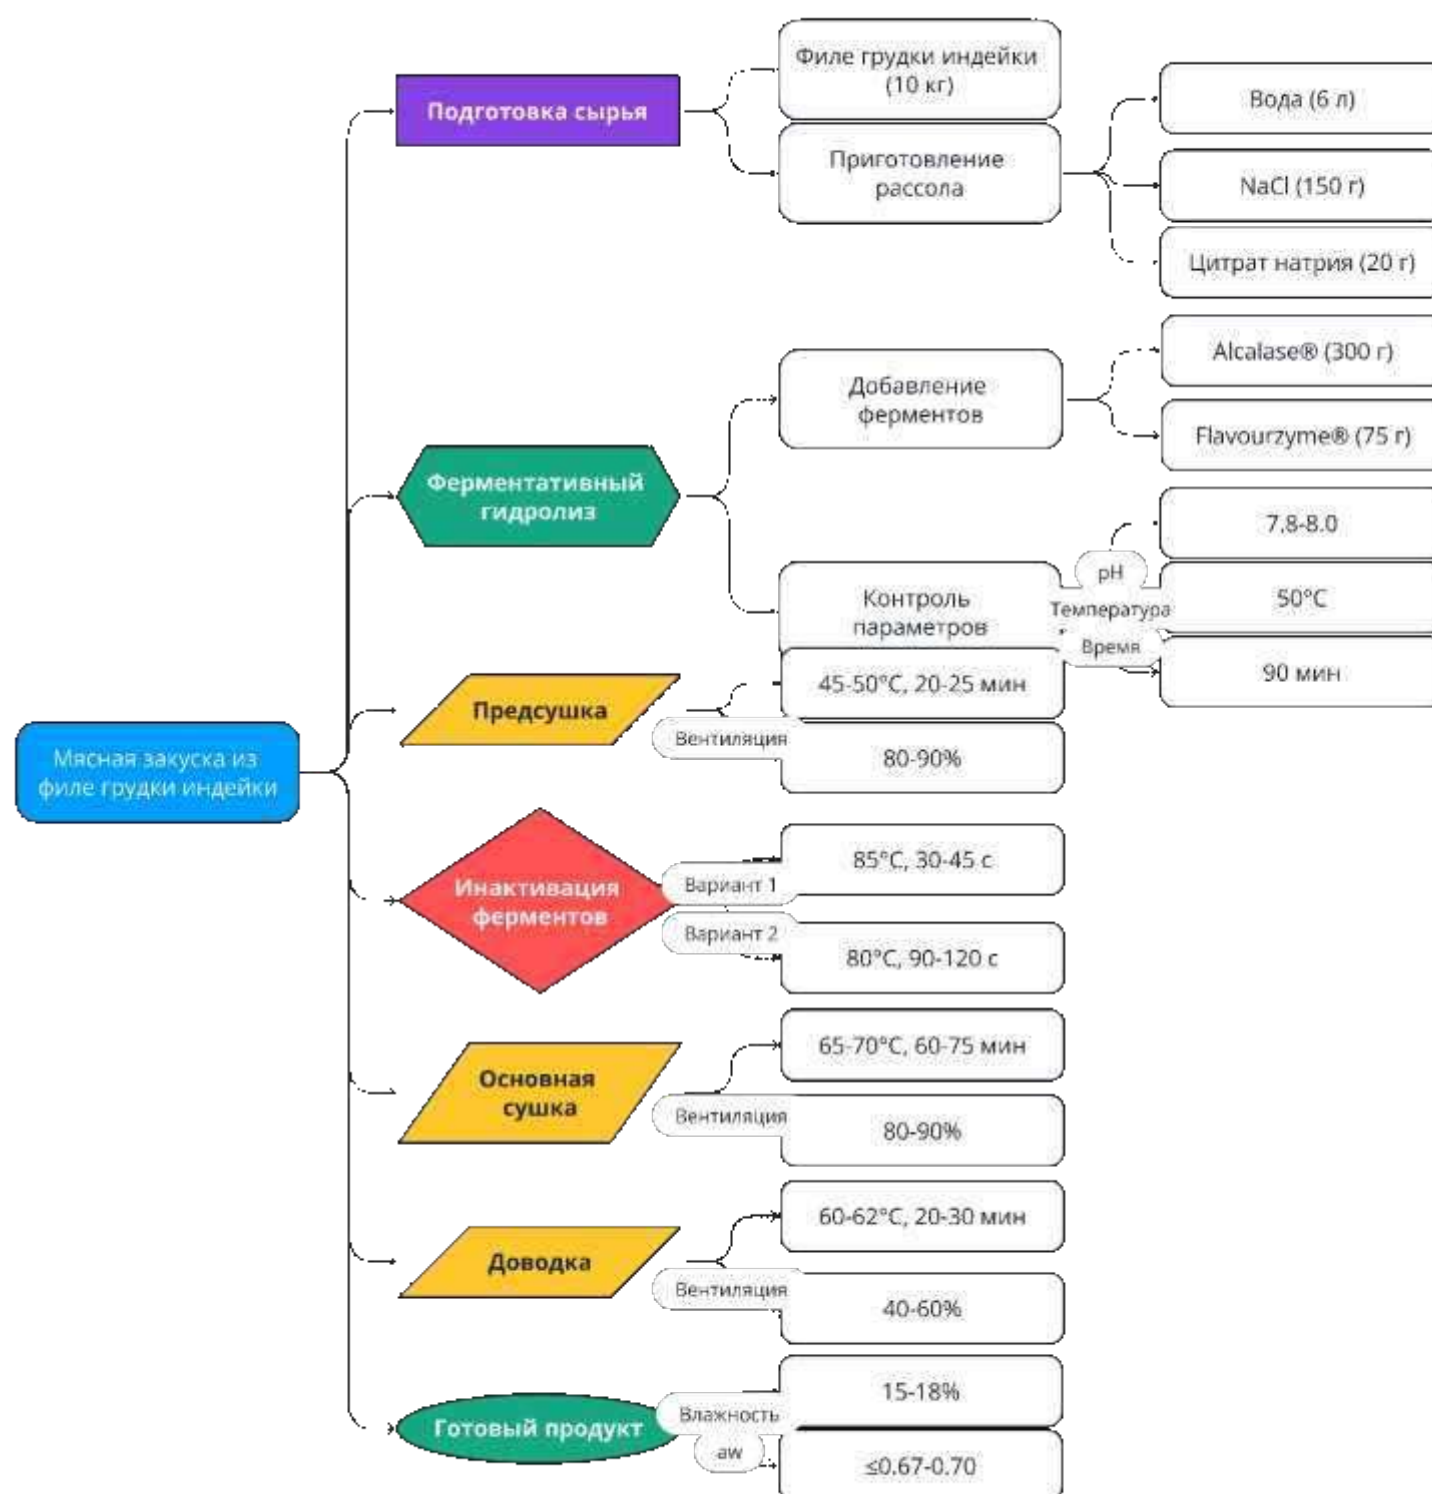 Мясная закуска из
филе грудки индейки
Подготовка сырья
Филе грудки индейки
(10 кг)
Приготовление
рассола
Вода (6 л)
NaCl (150 г)
Цитрат натрия (20 г)
Ферментативный
гидролиз
Добавление
ферментов
Alcalase® (300 г)
Flavourzyme® (75 г)
Контроль
параметров
pH
7.8-8.0
Температура
50°C
Время
90 мин
Предсушка
45-50°C, 20-25 мин
Вентиляция
80-90%
Инактивация
ферментов
Вариант 1
85°C, 30-45 с
Вариант 2
80°C, 90-120 с
Основная
сушка
65-70°C, 60-75 мин
Вентиляция
80-90%
Доводка
60-62°C, 20-30 мин
Вентиляция
40-60%
Готовый продукт
Влажность
15-18%
aw
≤0.67-0.70